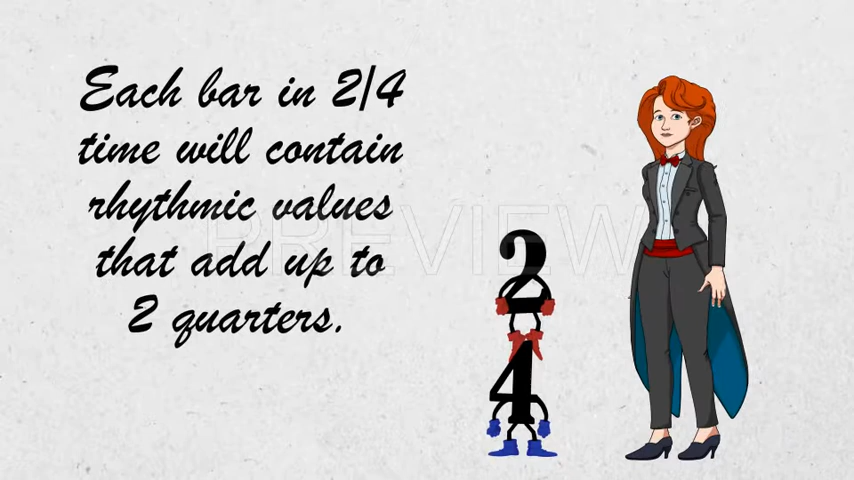 Each bar in 2/4
time will contain
rhythmic values
that add up to
2 quarters.
PREVIEW
2
4